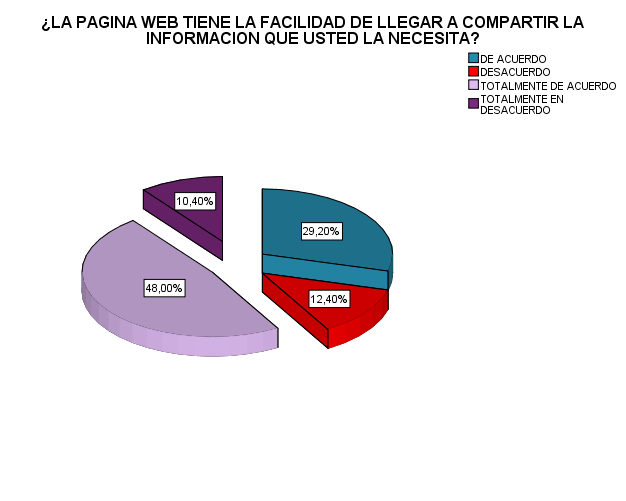 ¿LA PAGINA WEB TIENE LA FACILIDAD DE LLEGAR A COMPARTIR LA
INFORMACION QUE USTED LA NECESITA?
DE ACUERDO
DESACUERDO
TOTALMENTE DE ACUERDO
TOTALMENTE EN
DESACUERDO
10,40%
29,20%
48,00%
12,40%